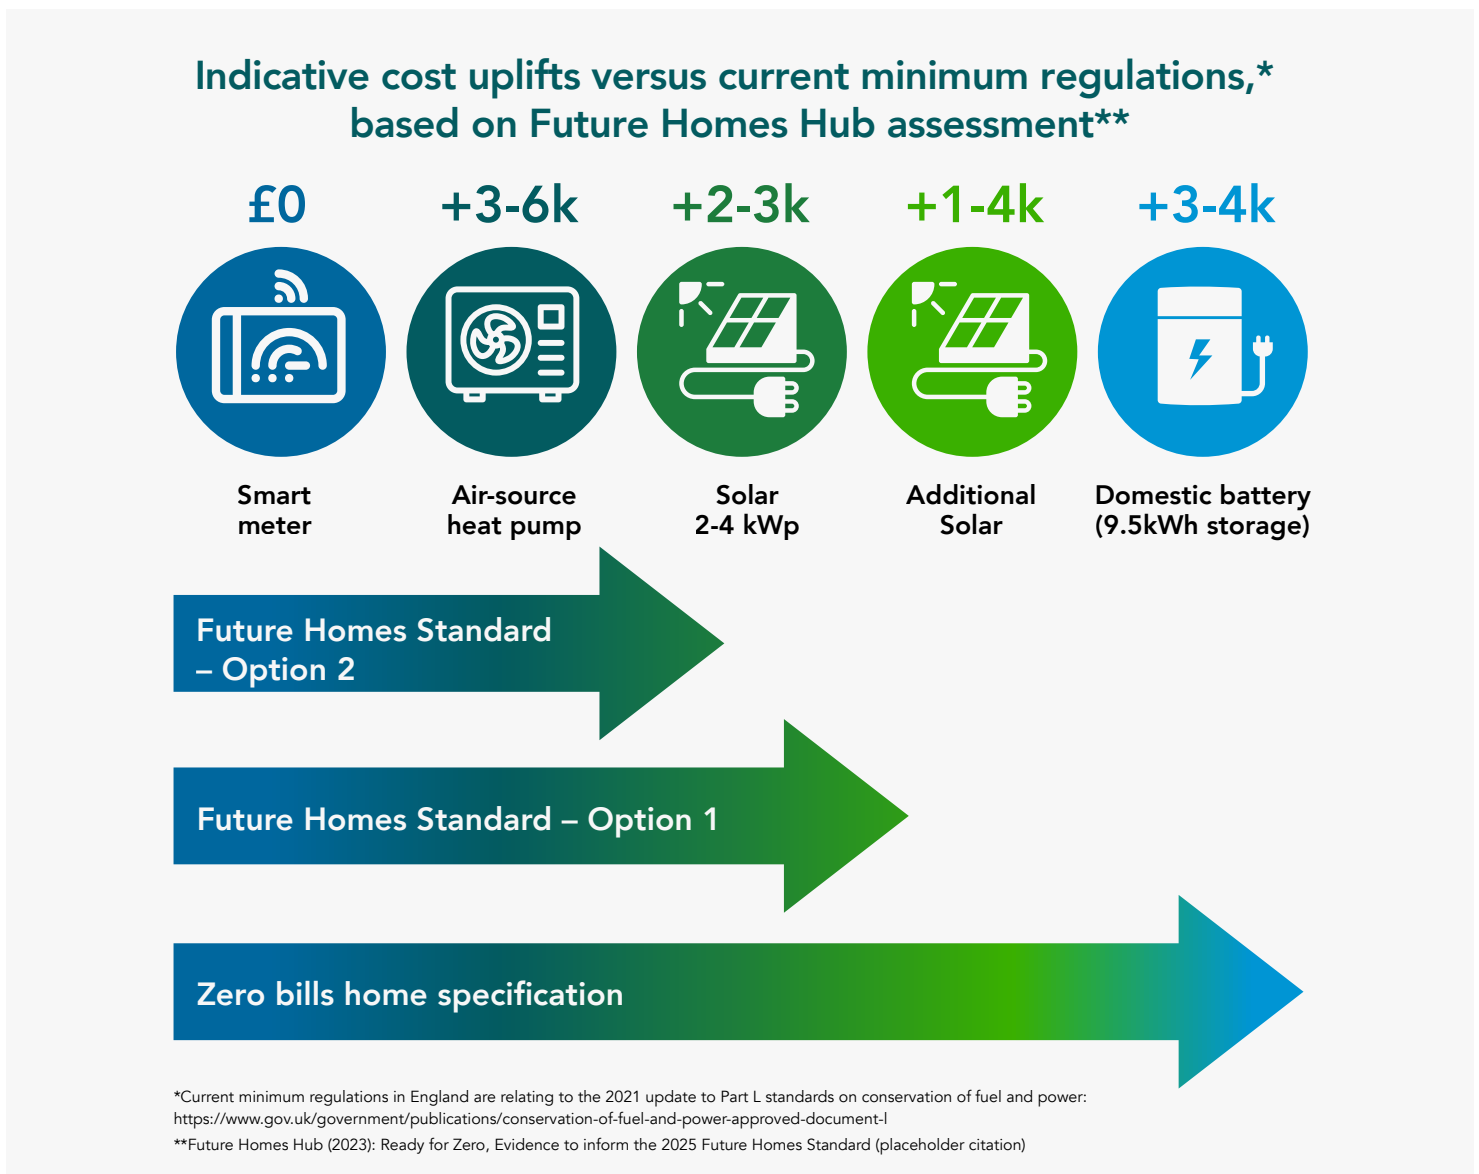 Indicative cost uplifts versus current minimum regulations,*
based on Future Homes Hub assessment**
£0
+3-6k
+2-3k
+1-4k
+3-4k
Smart
meter
Air-source
heat pump
Solar
2-4 kWp
Additional
Solar
Domestic battery
(9.5kWh storage)
Future Homes Standard
– Option 2
Future Homes Standard – Option 1
Zero bills home specification
*Current minimum regulations in England are relating to the 2021 update to Part L standards on conservation of fuel and power:
https://www.gov.uk/government/publications/conservation-of-fuel-and-power-approved-document-l
**Future Homes Hub (2023): Ready for Zero, Evidence to inform the 2025 Future Homes Standard (placeholder citation)